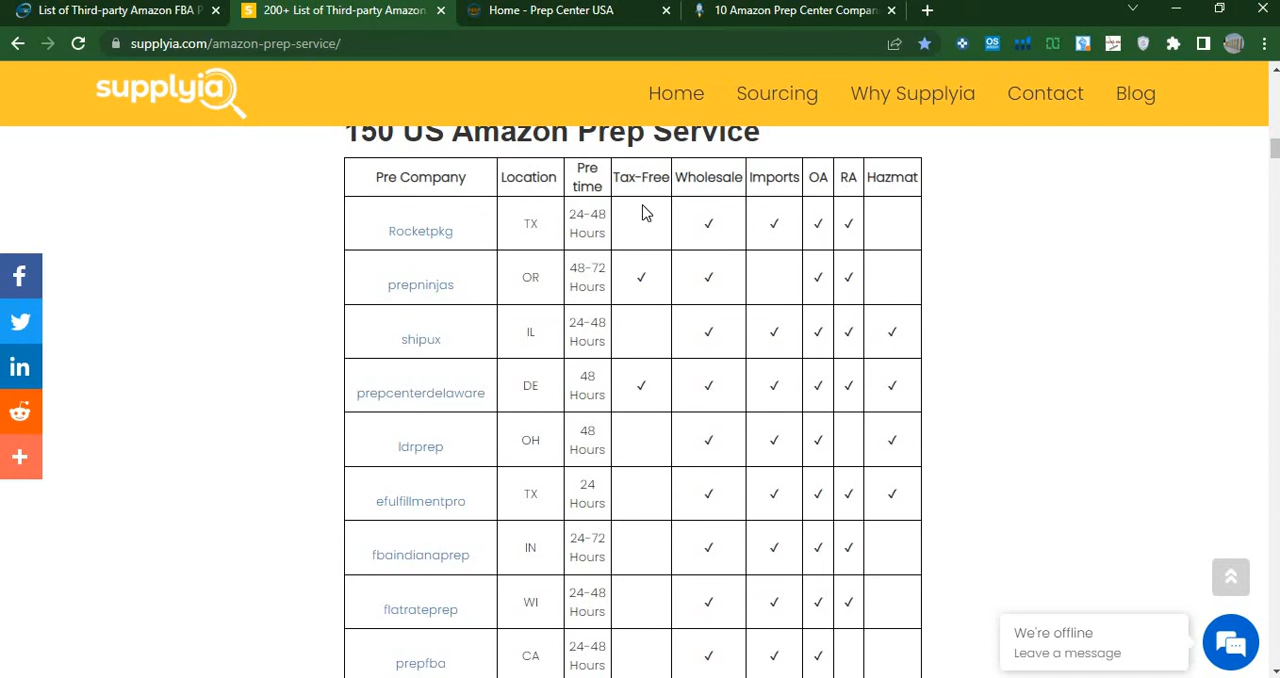 List of Third-party Amazon FBA P
200+ List of Third-party Amazon
Home - Prep Center USA
10 Amazon Prep Center Compan
supplyia.com/amazon-prep-service/
supplyia
Home
Sourcing
Why Supplyia
Contact
Blog
150 US Amazon Prep Service
Pre Company Location Pre time Tax-Free Wholesale Imports OA RA Hazmat
Rocketpkg TX 24-48 Hours ✓ ✓ ✓ ✓
prepninjas OR 48-72 Hours ✓ ✓ ✓ ✓
shipux IL 24-48 Hours ✓ ✓ ✓ ✓ ✓
prepcenterdelaware DE 48 Hours ✓ ✓ ✓ ✓ ✓ ✓
ldrprep OH 48 Hours ✓ ✓ ✓ ✓
efulfillmentpro TX 24 Hours ✓ ✓ ✓ ✓ ✓
fbaindianaprep IN 24-72 Hours ✓ ✓ ✓ ✓
flatrateprep WI 24-48 Hours ✓ ✓ ✓ ✓
prepfba CA 24-48 Hours ✓ ✓ ✓
We're offline
Leave a message